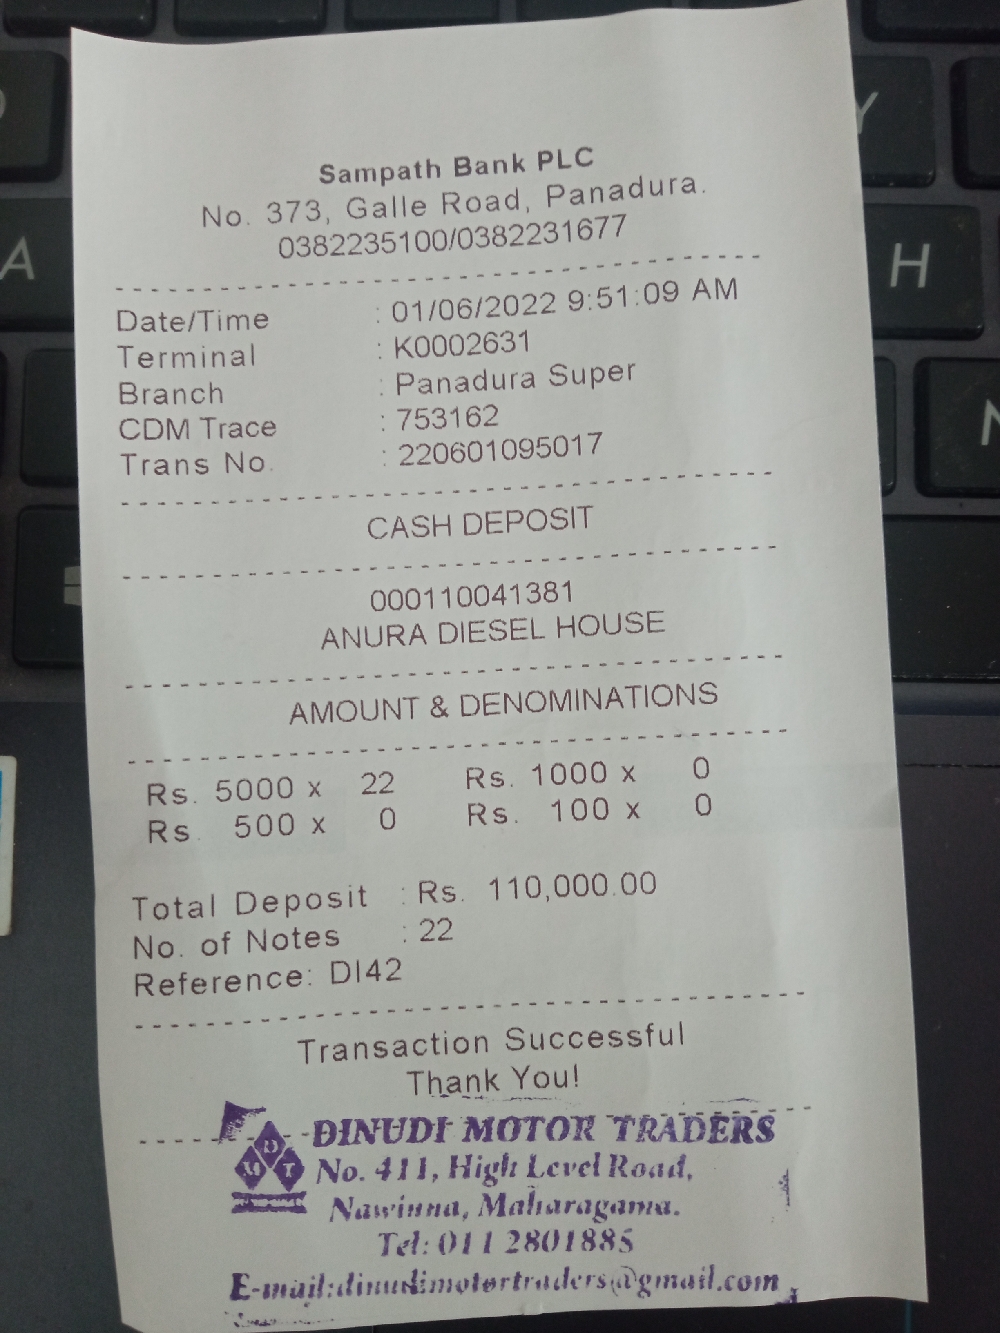 Sampath Bank PLC
No. 373, Galle Road, Panadura.
0382235100/0382231677
Date/Time : 01/06/2022 9:51:09 AM
Terminal : K0002631
Branch : Panadura Super
CDM Trace : 753162
Trans No. : 220601095017
CASH DEPOSIT
000110041381
ANURA DIESEL HOUSE
AMOUNT & DENOMINATIONS
Rs. 5000 x 22 Rs. 1000 x 0
Rs. 500 x 0 Rs. 100 x 0
Total Deposit : Rs. 110,000.00
No. of Notes : 22
Reference: DI42
Transaction Successful
Thank You!
DINUDI MOTOR TRADERS
D M T
No. 411, High Level Road,
Nawinna, Maharagama.
Tel: 011 2801885
E-mail:dinudimotortraders@gmail.com
A
Y
H
N